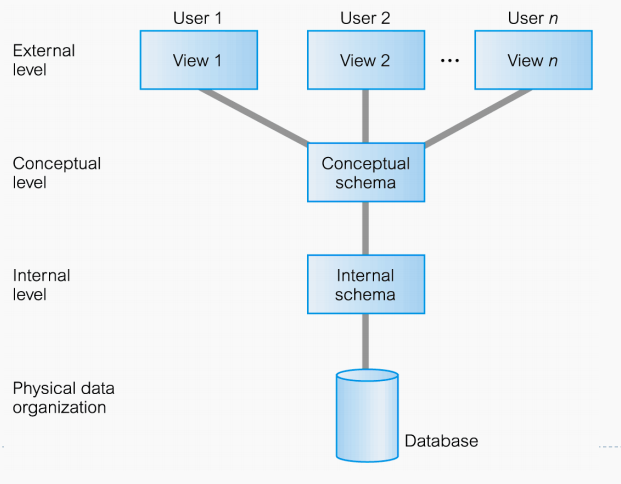 User 1
User 2
User n
External
level
View 1
View 2
...
View n
Conceptual
level
Conceptual
schema
Internal
level
Internal
schema
Physical data
organization
Database